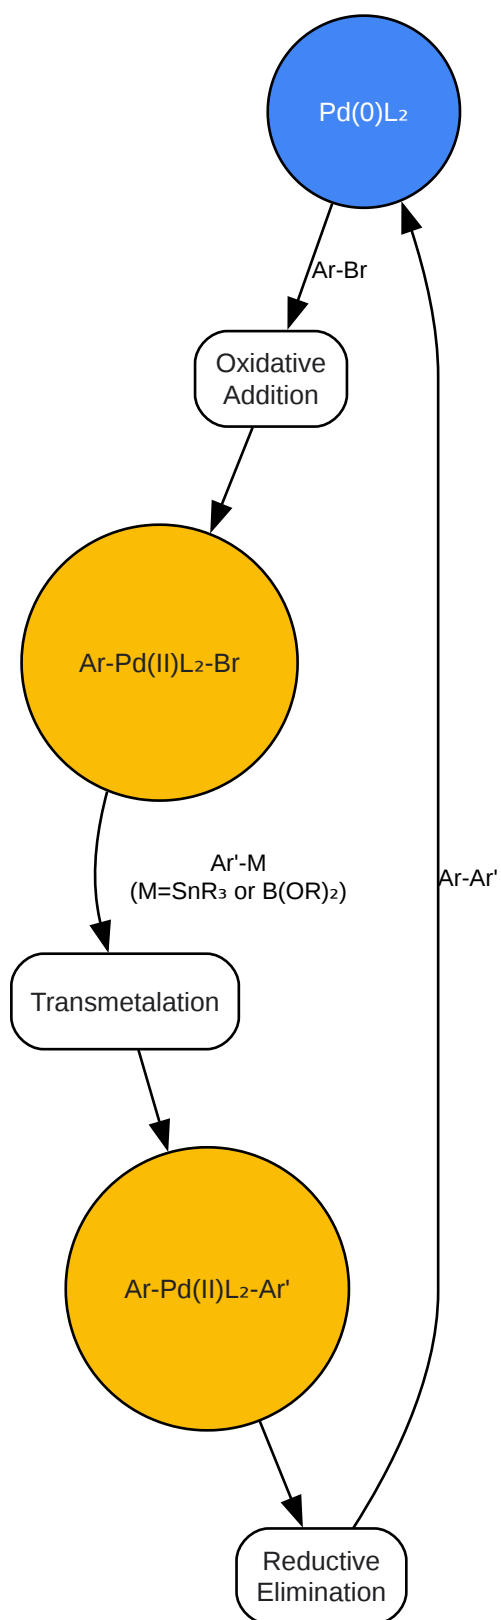 Pd(0)L₂
Ar-Br
Oxidative
Addition
Ar-Pd(II)L₂-Br
Ar'-M
(M=SnR₃ or B(OR)₂)
Ar-Ar'
Transmetalation
Ar-Pd(II)L₂-Ar'
Reductive
Elimination